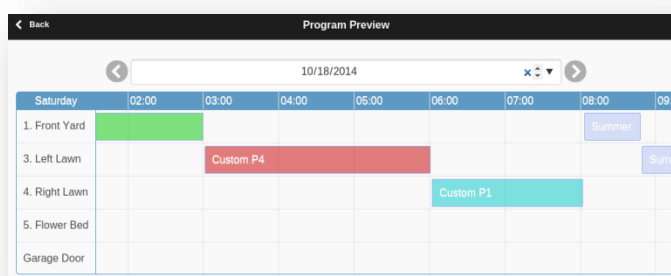 Back
Program Preview
10/18/2014
Saturday 02:00 03:00 04:00 05:00 06:00 07:00 08:00 09:
1. Front Yard Summer
3. Left Lawn Custom P4 Sum
4. Right Lawn Custom P1
5. Flower Bed
Garage Door